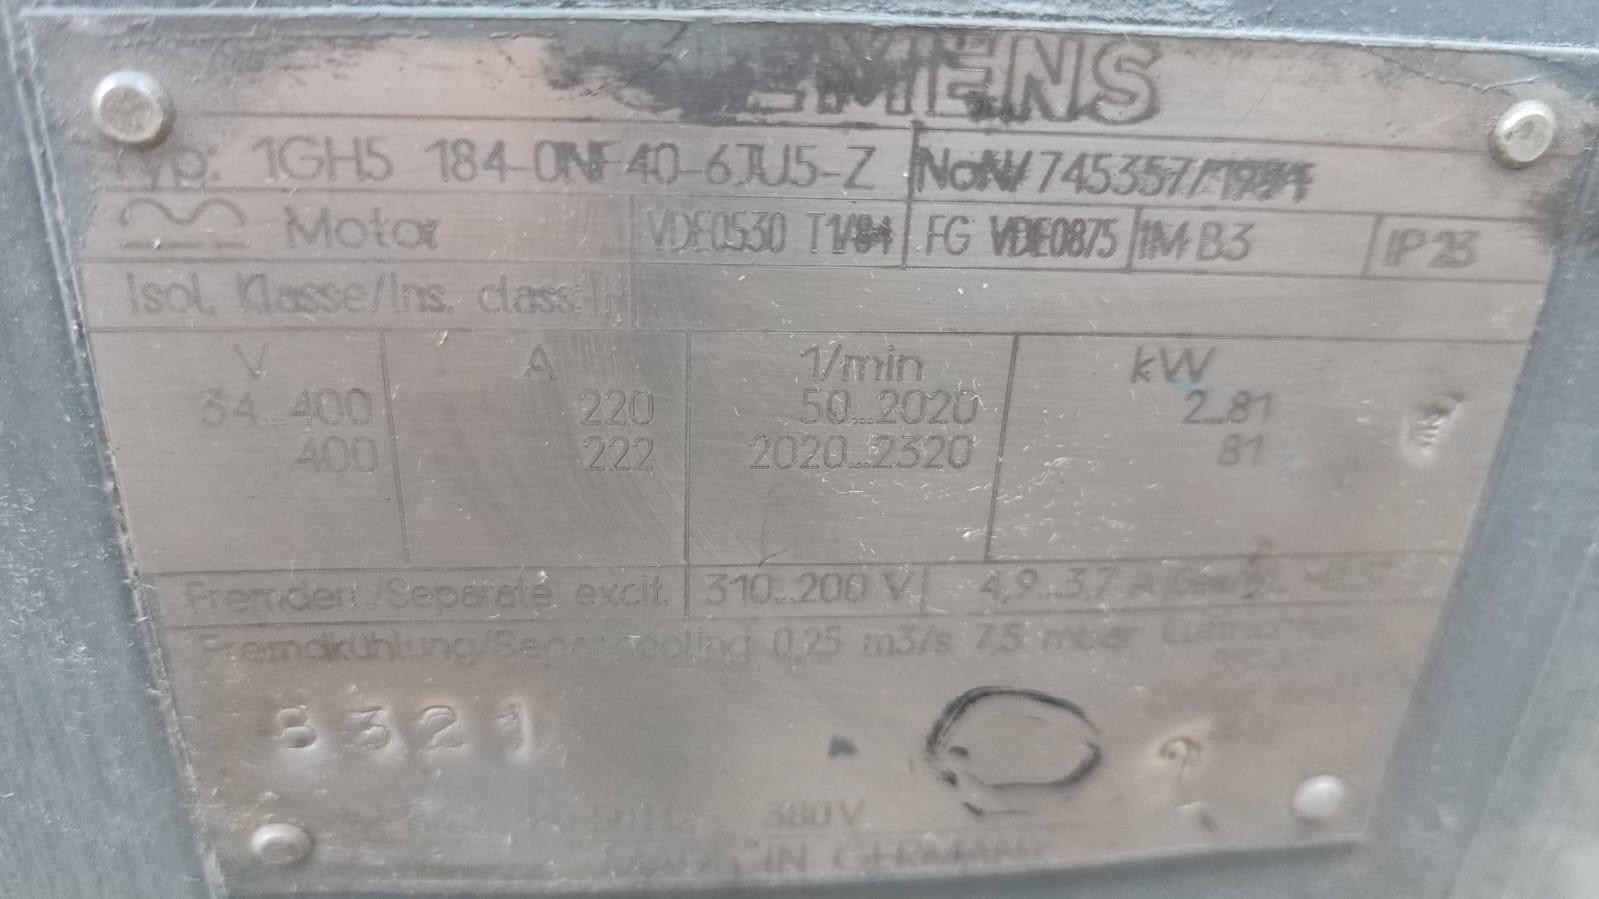 SIEMENS
Typ: 1GH5 184-0NF40-6JU5-Z NoN/745357/1991
Motor VDE0530 T1/84 FG VDE0875 IM B3 IP23
Isol. Klasse/Ins. class. H
V A 1/min kW
34...400 220 50...2020 2...81
400 222 2020...2320 81
Fremderr./Separate excit. 310...200 V 4,9...3,7 A
Fremdkühlung/Separ. cooling 0,25 m3/s 7,5 mbar
8321
380V
MADE IN GERMANY